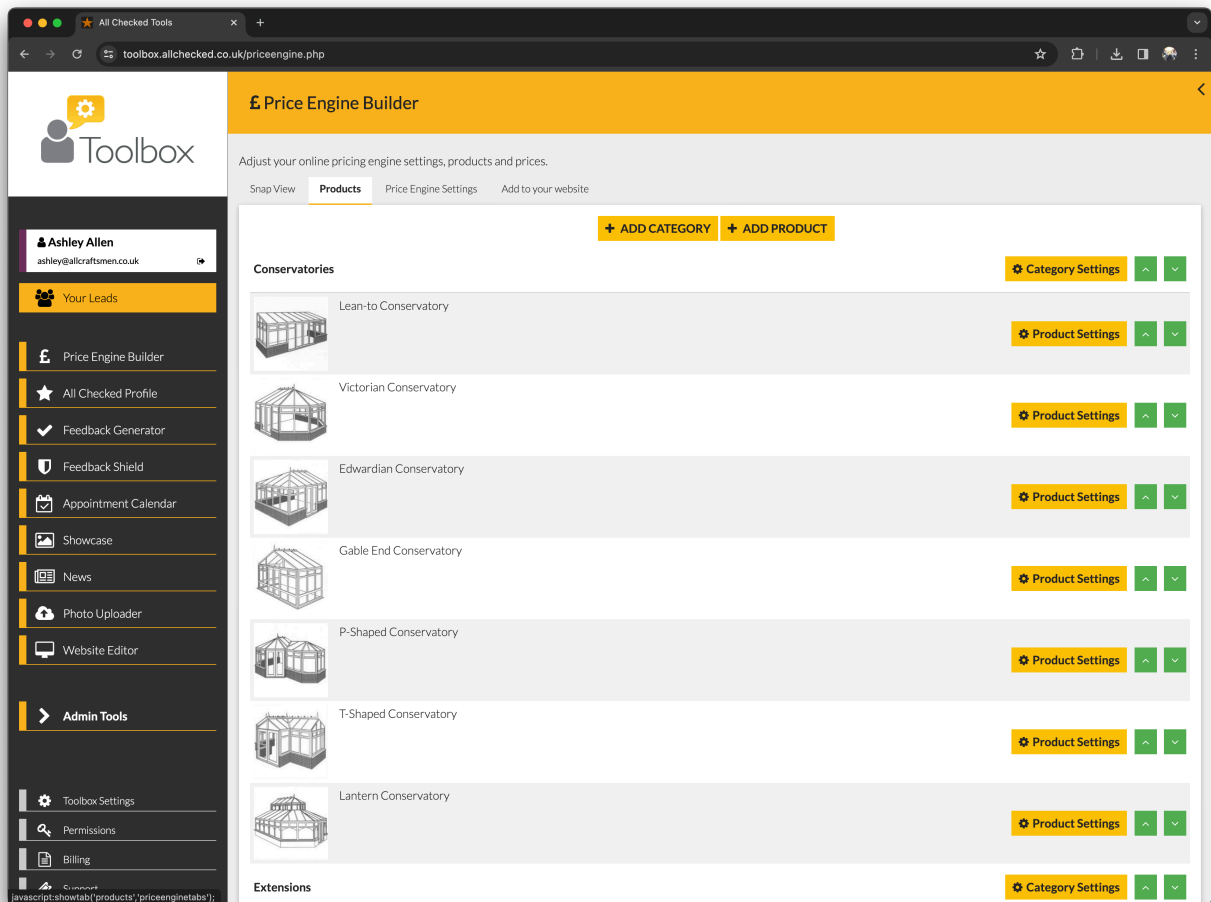 All Checked Tools
toolbox.allchecked.co.uk/priceengine.php
Toolbox
£ Price Engine Builder
Adjust your online pricing engine settings, products and prices.
Snap View Products Price Engine Settings Add to your website
Ashley Allen
ashley@allcraftsmen.co.uk
Your Leads
£ Price Engine Builder
All Checked Profile
Feedback Generator
Feedback Shield
Appointment Calendar
Showcase
News
Photo Uploader
Website Editor
Admin Tools
Toolbox Settings
Permissions
Billing
Support
javascript:showtab('products','priceenginetabs');
+ ADD CATEGORY + ADD PRODUCT
Conservatories Category Settings
Lean-to Conservatory
Product Settings
Victorian Conservatory
Product Settings
Edwardian Conservatory
Product Settings
Gable End Conservatory
Product Settings
P-Shaped Conservatory
Product Settings
T-Shaped Conservatory
Product Settings
Lantern Conservatory
Product Settings
Extensions Category Settings